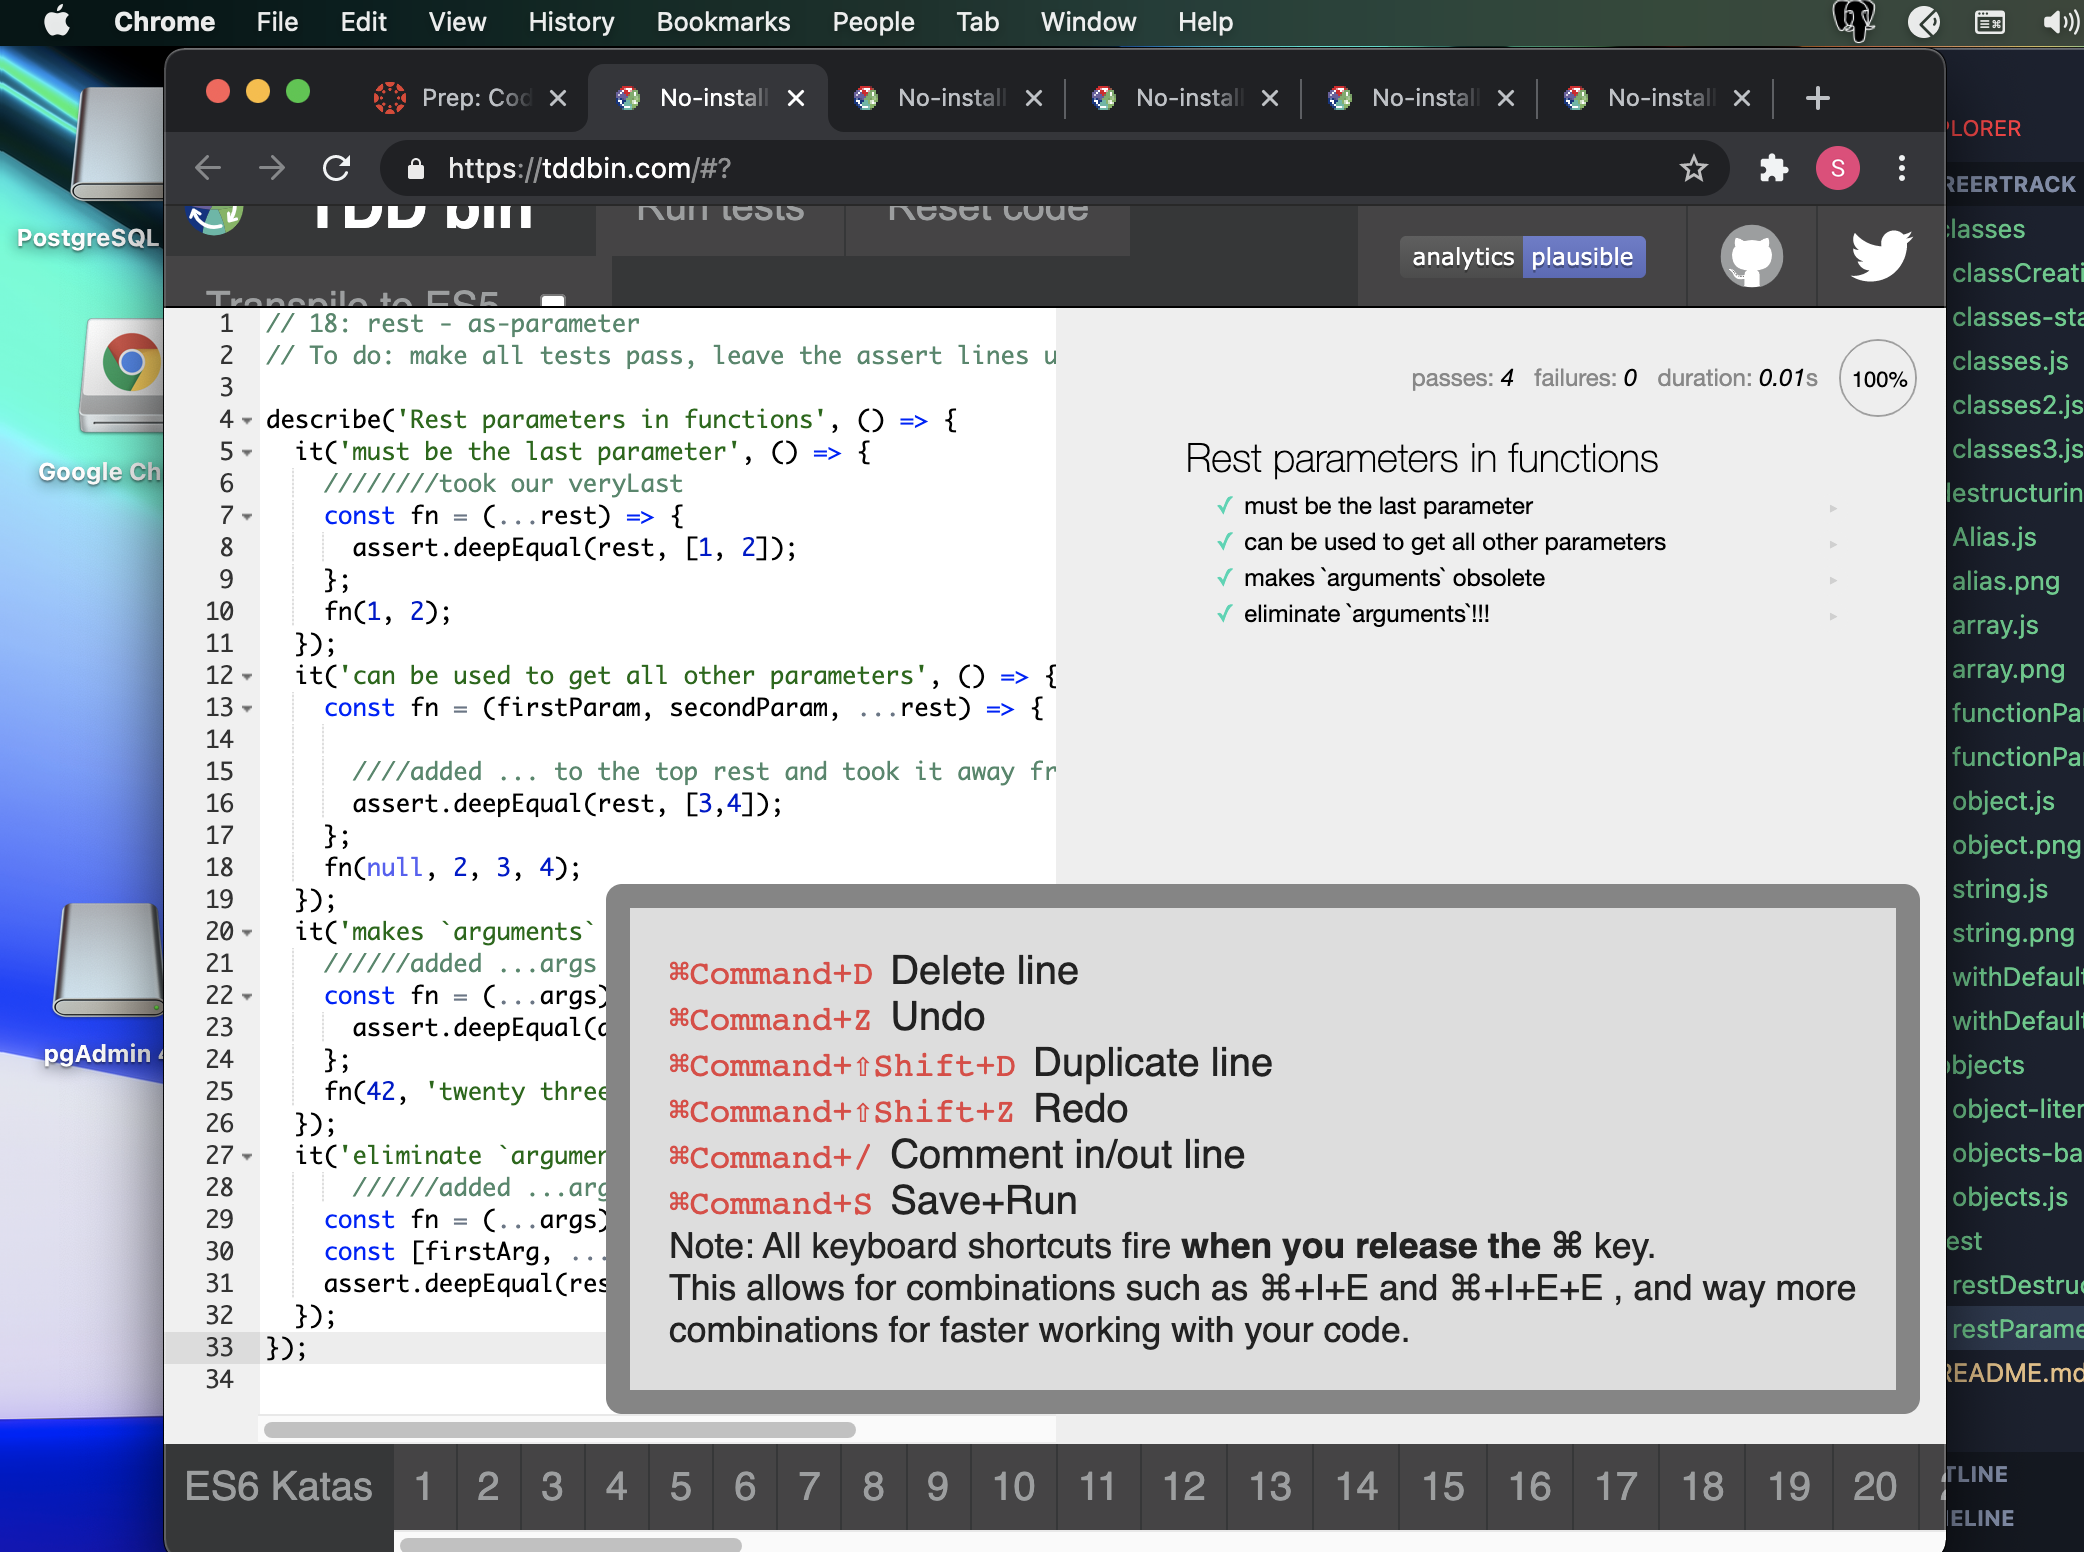 Chrome File Edit View History Bookmarks People Tab Window Help
Prep: Cod No-install No-install No-install No-install No-install
https://tddbin.com/#?
TDD bin Run tests Reset code
analytics plausible
Transpile to ES5
PostgreSQL
Google Ch
pgAdmin 4
1 // 18: rest - as-parameter
2 // To do: make all tests pass, leave the assert lines u
3
4 describe('Rest parameters in functions', () => {
5 it('must be the last parameter', () => {
6 ////////took our veryLast
7 const fn = (...rest) => {
8 assert.deepEqual(rest, [1, 2]);
9 };
10 fn(1, 2);
11 });
12 it('can be used to get all other parameters', () => {
13 const fn = (firstParam, secondParam, ...rest) => {
14
15 ////added ... to the top rest and took it away fr
16 assert.deepEqual(rest, [3,4]);
17 };
18 fn(null, 2, 3, 4);
19 });
20 it('makes `arguments`
21 //////added ...args
22 const fn = (...args)
23 assert.deepEqual(a
24 };
25 fn(42, 'twenty three
26 });
27 it('eliminate `argumen
28 //////added ...arg
29 const fn = (...args)
30 const [firstArg, ...
31 assert.deepEqual(res
32 });
33 });
34
passes: 4 failures: 0 duration: 0.01s 100%
Rest parameters in functions
✓ must be the last parameter
✓ can be used to get all other parameters
✓ makes `arguments` obsolete
✓ eliminate `arguments`!!!
⌘Command+D Delete line
⌘Command+Z Undo
⌘Command+⇧Shift+D Duplicate line
⌘Command+⇧Shift+Z Redo
⌘Command+/ Comment in/out line
⌘Command+S Save+Run
Note: All keyboard shortcuts fire when you release the ⌘ key.
This allows for combinations such as ⌘+I+E and ⌘+I+E+E , and way more
combinations for faster working with your code.
ES6 Katas 1 2 3 4 5 6 7 8 9 10 11 12 13 14 15 16 17 18 19 20
S
PLORER
REERTRACK
classes
classCreati
classes-sta
classes.js
classes2.js
classes3.js
destructurin
Alias.js
alias.png
array.js
array.png
functionPar
functionPar
object.js
object.png
string.js
string.png
withDefault
withDefault
objects
object-liter
objects-ba
objects.js
est
restDestruc
restParame
README.md
TLINE
ELINE